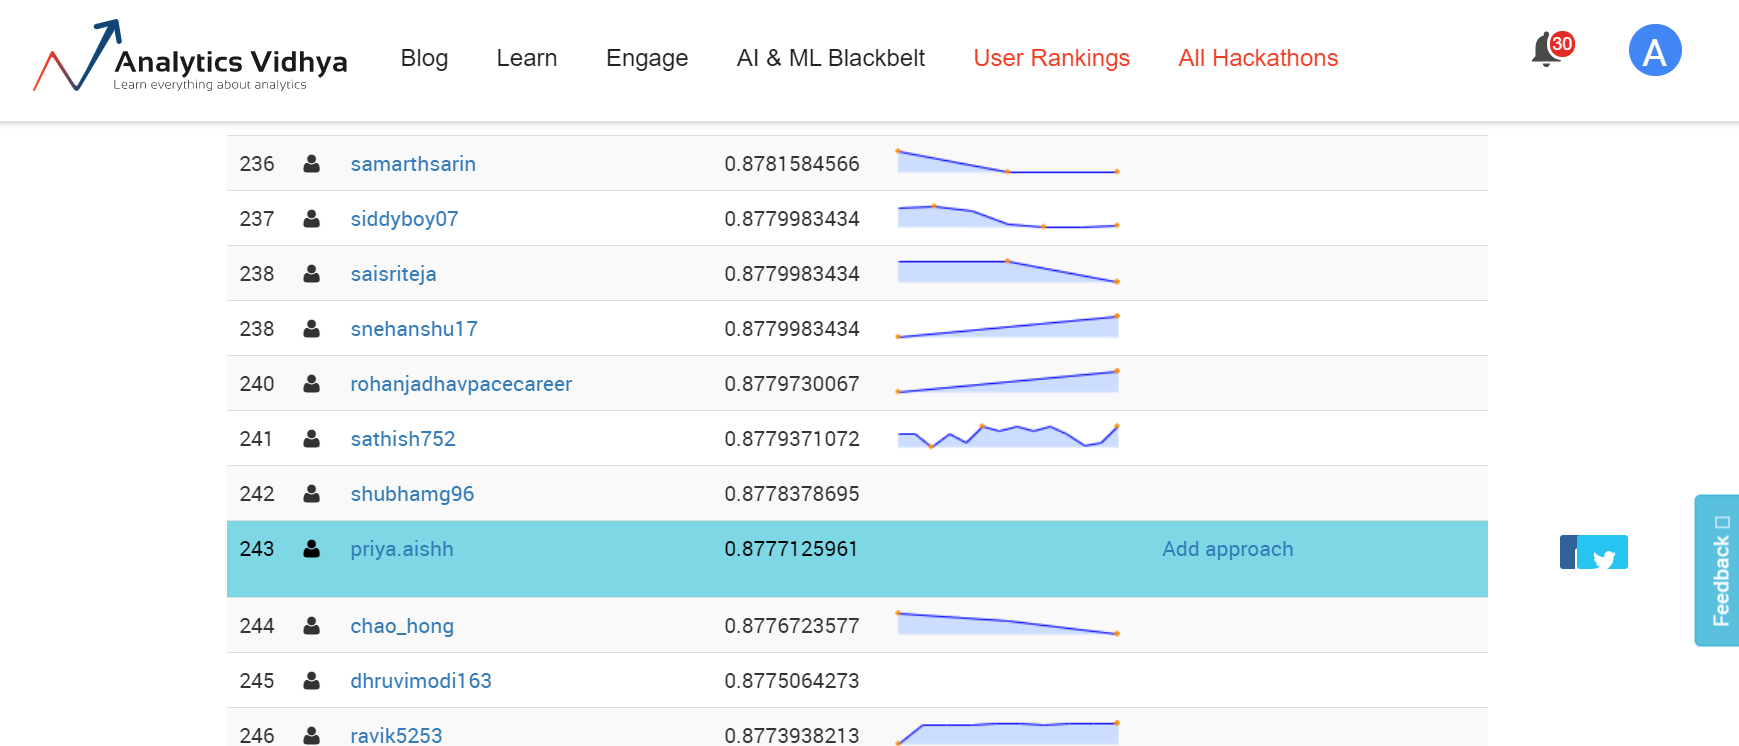 Analytics Vidhya
Learn everything about analytics
Blog Learn Engage AI & ML Blackbelt User Rankings All Hackathons 30 A
236 samarthsarin 0.8781584566
237 siddyboy07 0.8779983434
238 saisriteja 0.8779983434
238 snehanshu17 0.8779983434
240 rohanjadhavpacecareer 0.8779730067
241 sathish752 0.8779371072
242 shubhamg96 0.8778378695
243 priya.aishh 0.8777125961 Add approach
244 chao_hong 0.8776723577
245 dhruvimodi163 0.8775064273
246 ravik5253 0.8773938213
Feedback